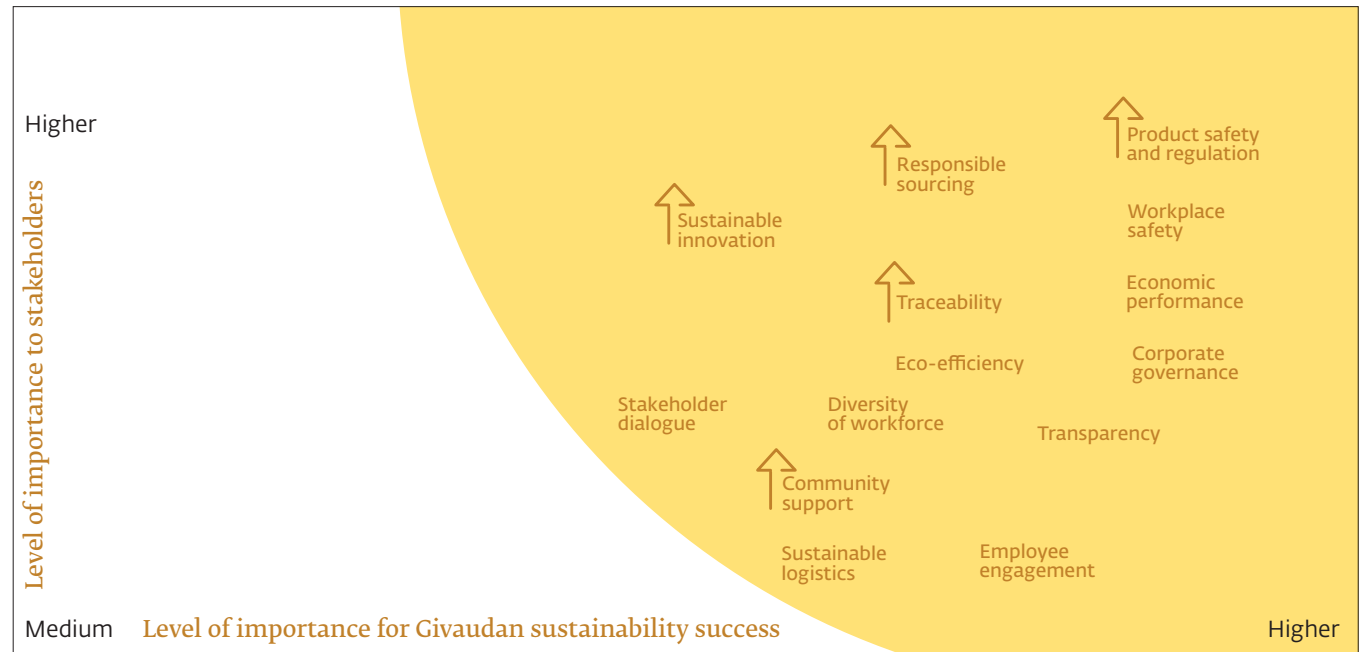 Higher
Level of importance to stakeholders
Product safety
and regulation
Responsible
sourcing
Sustainable
innovation
Workplace
safety
Traceability
Economic
performance
Eco-efficiency
Corporate
governance
Stakeholder
dialogue
Diversity
of workforce
Transparency
Community
support
Sustainable
logistics
Employee
engagement
Medium
Level of importance for Givaudan sustainability success
Higher